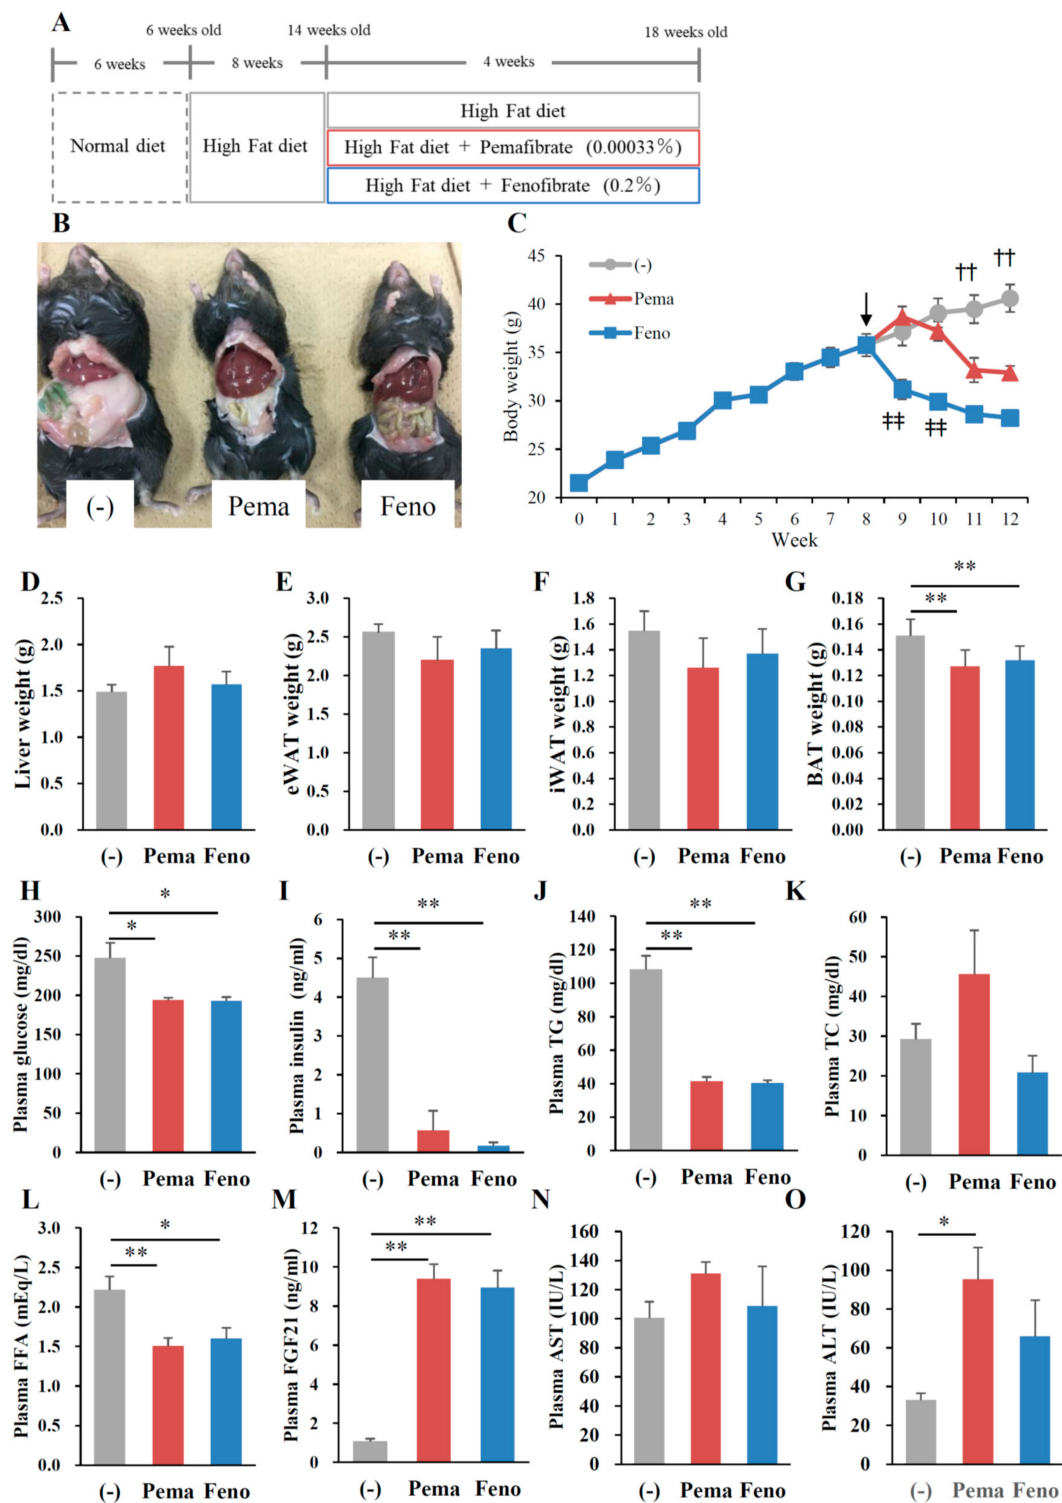 A
6 weeks old
14 weeks old
18 weeks old
6 weeks
8 weeks
4 weeks
Normal diet
High Fat diet
High Fat diet
High Fat diet + Pemafibrate (0.00033%)
High Fat diet + Fenofibrate (0.2%)
B
(-)
Pema
Feno
C
Body weight (g)
45
40
35
30
25
20
(-)
Pema
Feno
††
††
‡‡
‡‡
0 1 2 3 4 5 6 7 8 9 10 11 12
Week
D
Liver weight (g)
2.5
2.0
1.5
1.0
0.5
0.0
(-) Pema Feno
E
eWAT weight (g)
3.0
2.5
2.0
1.5
1.0
0.5
0.0
(-) Pema Feno
F
iWAT weight (g)
1.8
1.6
1.4
1.2
1.0
0.8
0.6
0.4
0.2
0.0
(-) Pema Feno
G
BAT weight (g)
0.18
0.16
0.14
0.12
0.10
0.08
0.06
0.04
0.02
0.00
**
**
(-) Pema Feno
H
Plasma glucose (mg/dl)
300
250
200
150
100
50
0
*
*
(-) Pema Feno
I
Plasma insulin (ng/ml)
6
5
4
3
2
1
0
**
**
(-) Pema Feno
J
Plasma TG (mg/dl)
140
120
100
80
60
40
20
0
**
**
(-) Pema Feno
K
Plasma TC (mg/dl)
60
50
40
30
20
10
0
(-) Pema Feno
L
Plasma FFA (mEq/L)
3.0
2.5
2.0
1.5
1.0
0.5
0.0
*
**
(-) Pema Feno
M
Plasma FGF21 (ng/ml)
12
10
8
6
4
2
0
**
**
(-) Pema Feno
N
Plasma AST (IU/L)
160
140
120
100
80
60
40
20
0
(-) Pema Feno
O
Plasma ALT (IU/L)
120
100
80
60
40
20
0
*
(-) Pema Feno